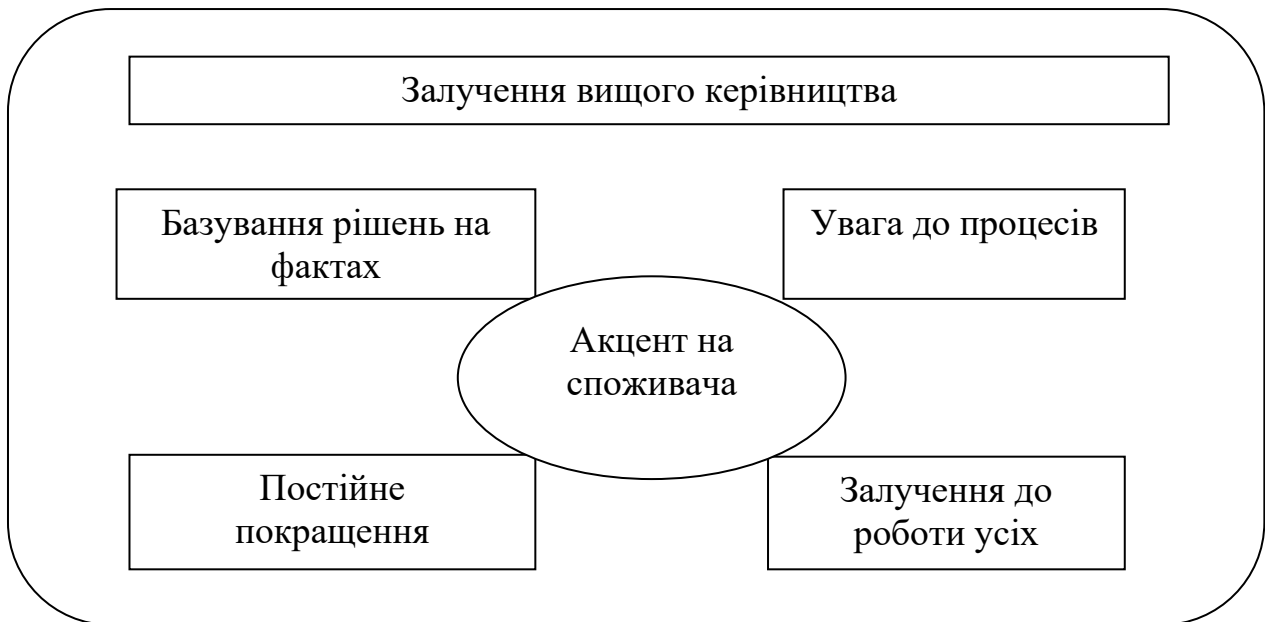 Залучення вищого керівництва
Базування рішень на
фактах
Увага до процесів
Акцент на
споживача
Постійне
покращення
Залучення до
роботи усіх